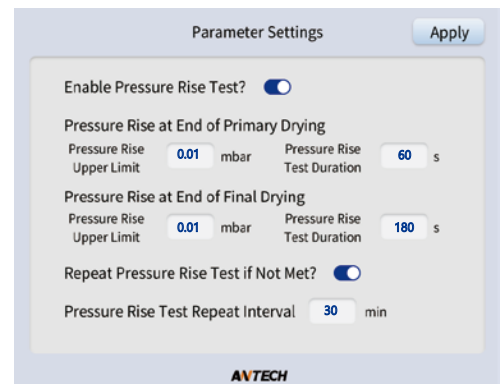 Parameter Settings Apply
Enable Pressure Rise Test?
Pressure Rise at End of Primary Drying
Pressure Rise Upper Limit 0.01 mbar Pressure Rise Test Duration 60 s
Pressure Rise at End of Final Drying
Pressure Rise Upper Limit 0.01 mbar Pressure Rise Test Duration 180 s
Repeat Pressure Rise Test if Not Met?
Pressure Rise Test Repeat Interval 30 min
ANTECH